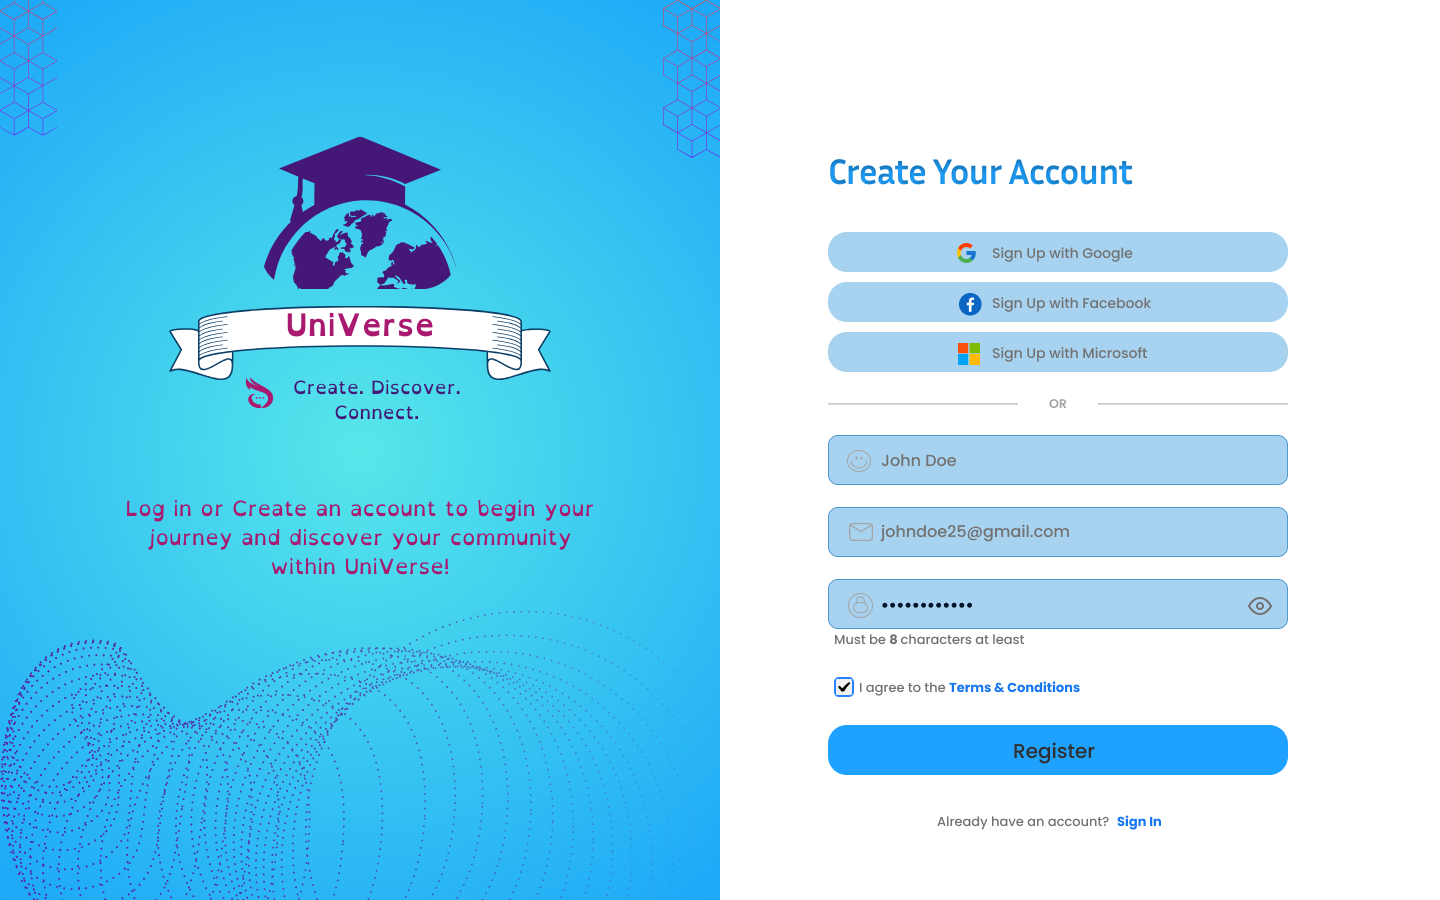 UniVerse
Create. Discover.
Connect.
Log in or Create an account to begin your
journey and discover your community
within UniVerse!
Create Your Account
Sign Up with Google
Sign Up with Facebook
Sign Up with Microsoft
OR
John Doe
johndoe25@gmail.com
••••••••••••
Must be 8 characters at least
I agree to the Terms & Conditions
Register
Already have an account? Sign In